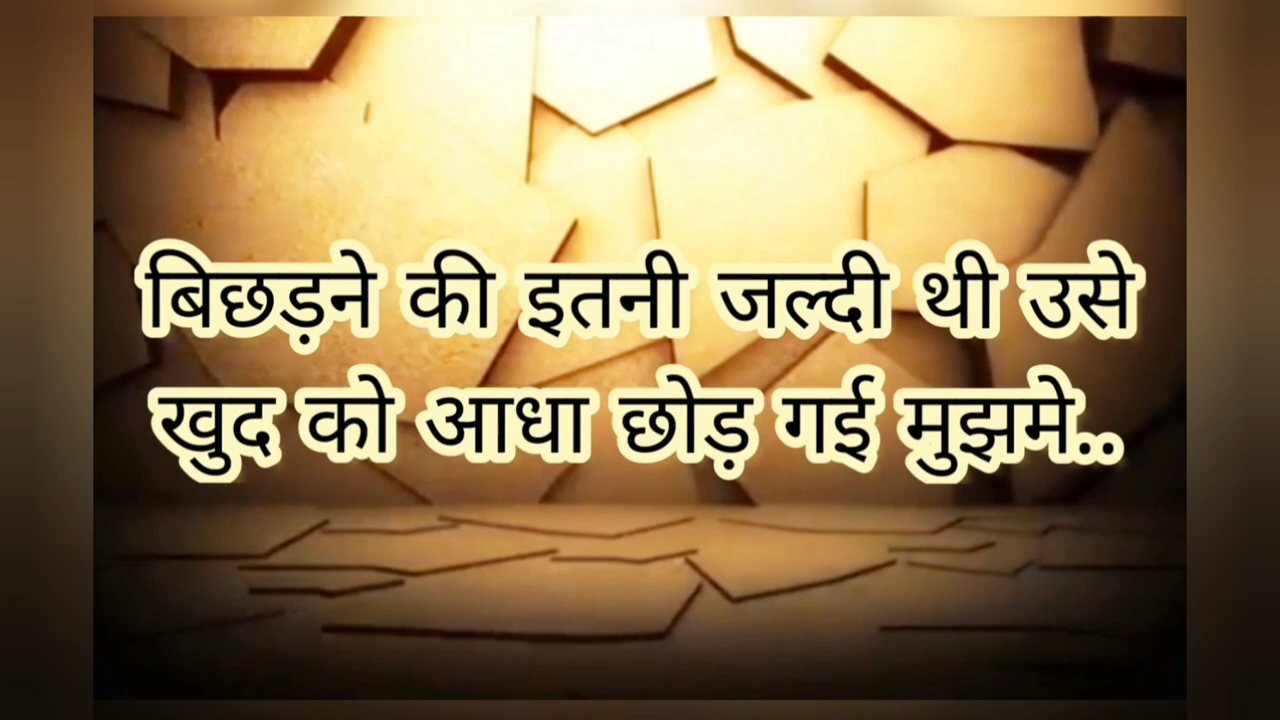 बिछड़ने की इतनी जल्दी थी उसे
खुद को आधा छोड़ गई मुझमे..